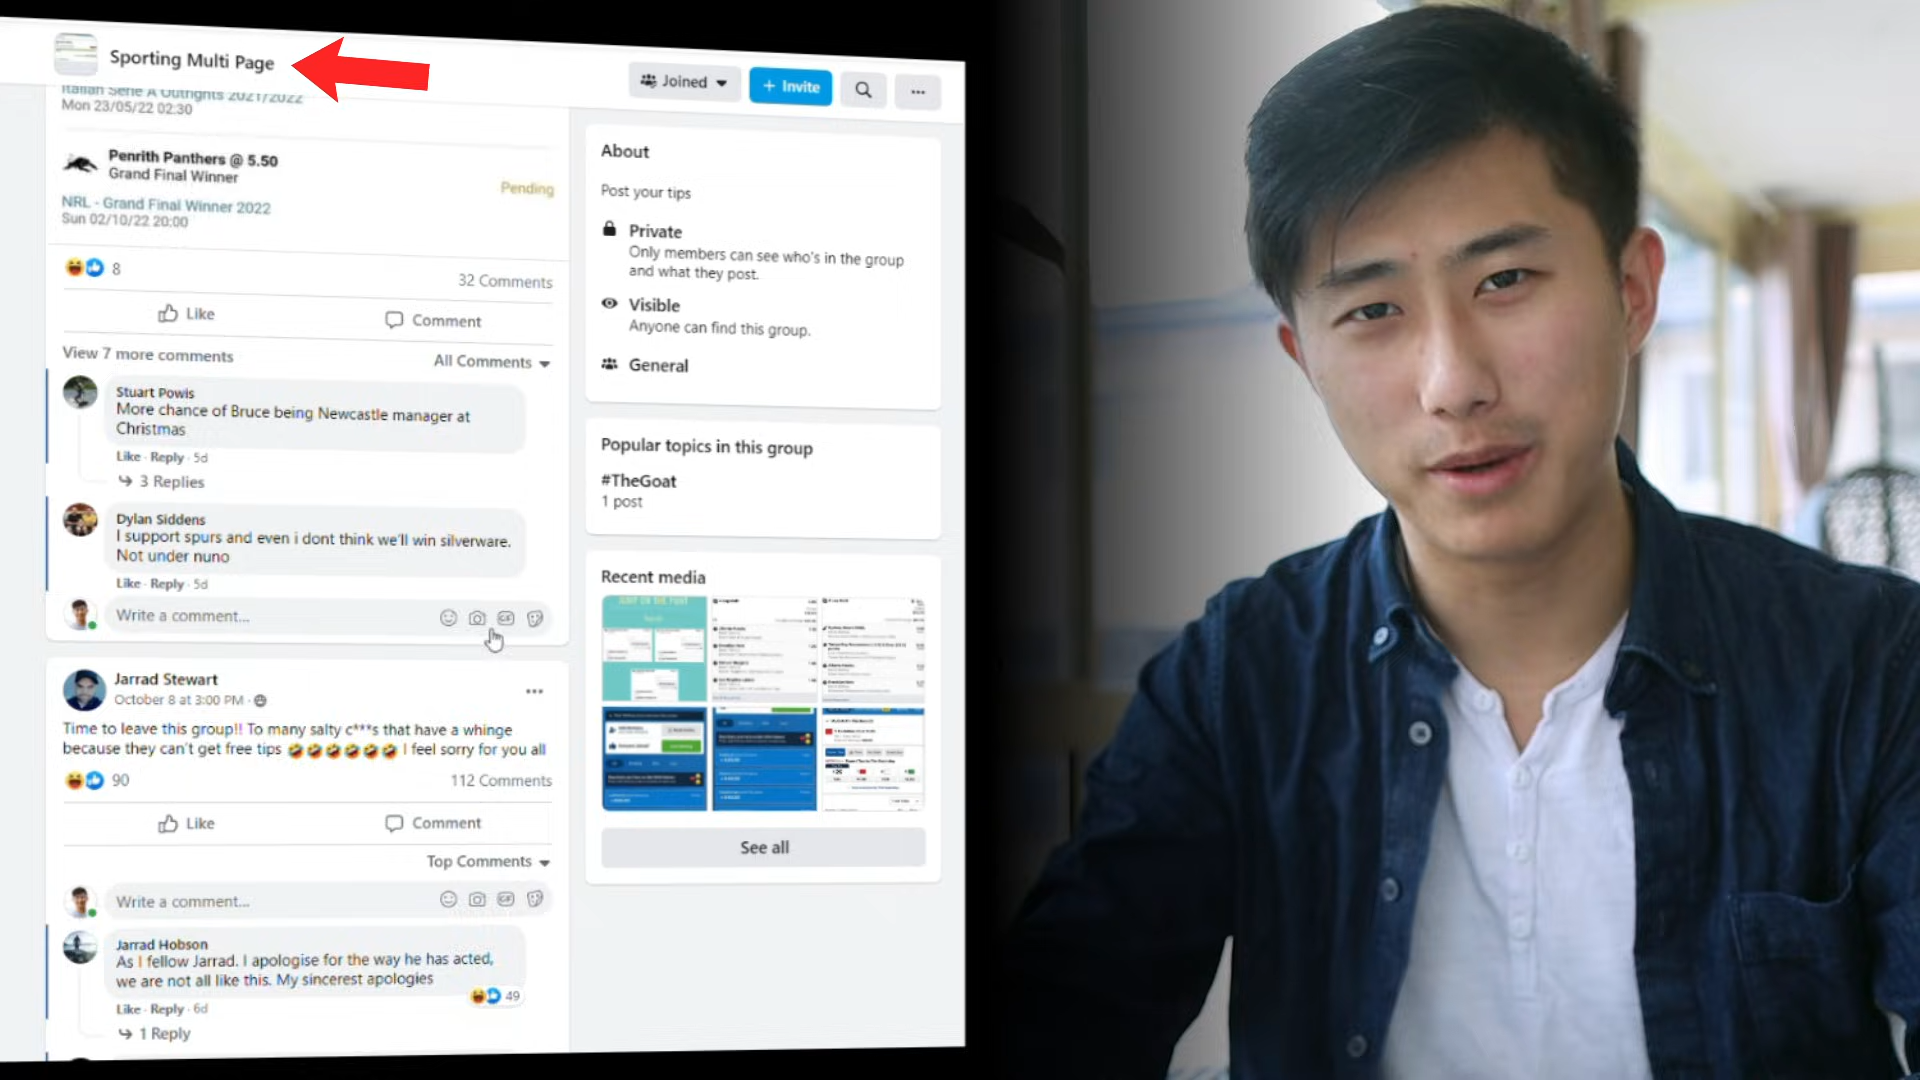 Sporting Multi Page
Joined
+ Invite
Italian Serie A Outrights 2021/2022
Mon 23/05/22 02:30
Penrith Panthers @ 5.50
Grand Final Winner
Pending
NRL - Grand Final Winner 2022
Sun 02/10/22 20:00
8
32 Comments
Like
Comment
View 7 more comments
All Comments
Stuart Powis
More chance of Bruce being Newcastle manager at
Christmas
Like · Reply · 5d
3 Replies
Dylan Siddens
I support spurs and even i dont think we'll win silverware.
Not under nuno
Like · Reply · 5d
Write a comment...
GIF
Jarrad Stewart
October 8 at 3:00 PM ·
Time to leave this group!! To many salty c***s that have a whinge
because they can't get free tips 🤣🤣🤣🤣🤣🤣 I feel sorry for you all
90
112 Comments
Like
Comment
Top Comments
Write a comment...
GIF
Jarrad Hobson
As I fellow Jarrad. I apologise for the way he has acted,
we are not all like this. My sincerest apologies
49
Like · Reply · 6d
1 Reply
About
Post your tips
Private
Only members can see who's in the group
and what they post.
Visible
Anyone can find this group.
General
Popular topics in this group
#TheGoat
1 post
Recent media
See all